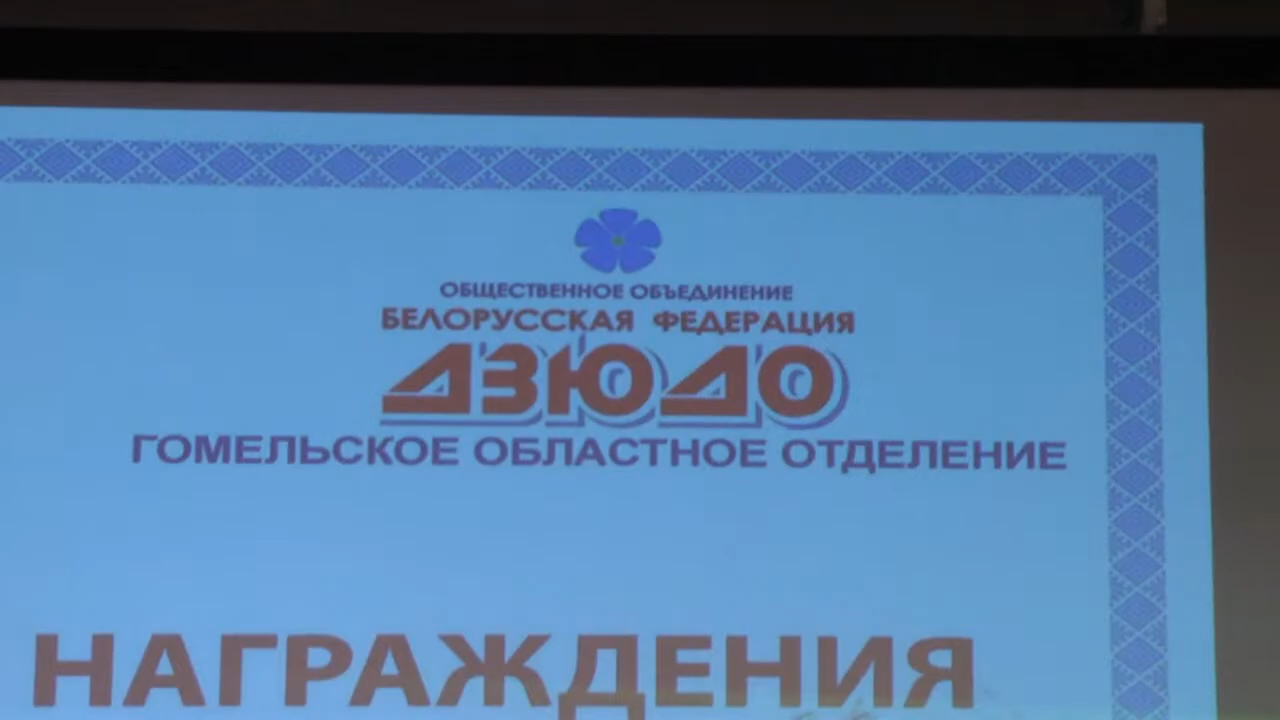 ОБЩЕСТВЕННОЕ ОБЪЕДИНЕНИЕ
БЕЛОРУССКАЯ ФЕДЕРАЦИЯ
ДЗЮДО
ГОМЕЛЬСКОЕ ОБЛАСТНОЕ ОТДЕЛЕНИЕ
НАГРАЖДЕНИЯ